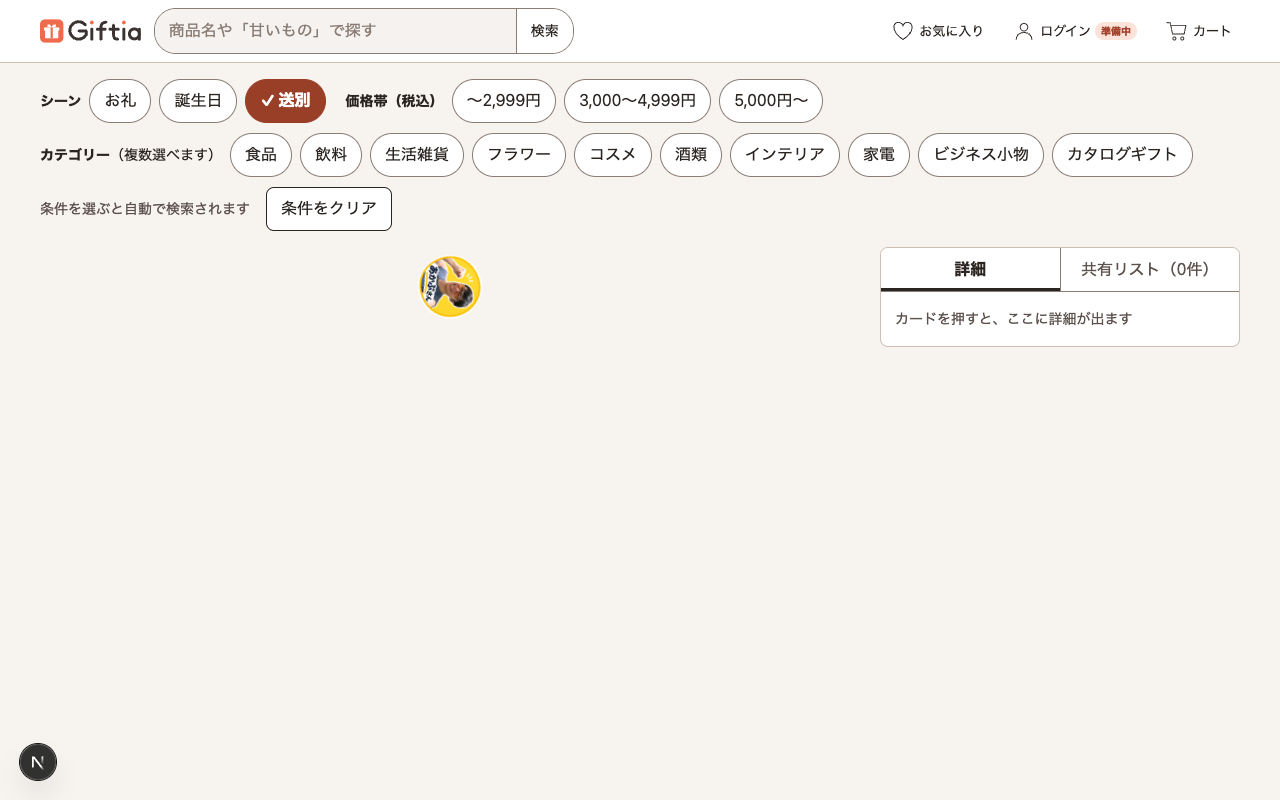 Giftia
商品名や「甘いもの」で探す
検索
お気に入り
ログイン
準備中
カート
シーン
お礼
誕生日
送別
価格帯（税込）
～2,999円
3,000～4,999円
5,000円～
カテゴリー（複数選べます）
食品
飲料
生活雑貨
フラワー
コスメ
酒類
インテリア
家電
ビジネス小物
カタログギフト
条件を選ぶと自動で検索されます
条件をクリア
詳細
共有リスト（0件）
カードを押すと、ここに詳細が出ます
N